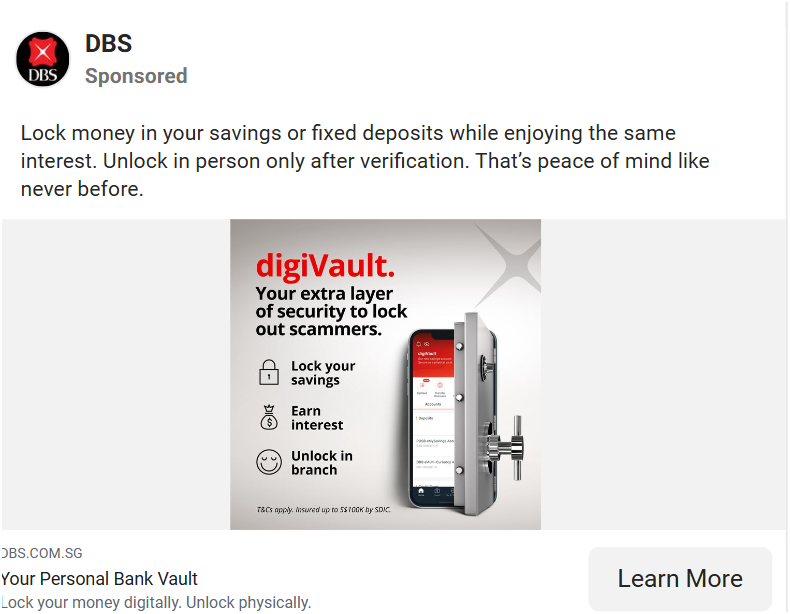 DBS
DBS
Sponsored
Lock money in your savings or fixed deposits while enjoying the same
interest. Unlock in person only after verification. That’s peace of mind like
never before.
digiVault.
Your extra layer
of security to lock
out scammers.
Lock your
savings
Earn
interest
Unlock in
branch
digiVault
Accounts
Deposits
T&Cs apply. Insured up to S$100K by SDIC.
DBS.COM.SG
Your Personal Bank Vault
Lock your money digitally. Unlock physically.
Learn More